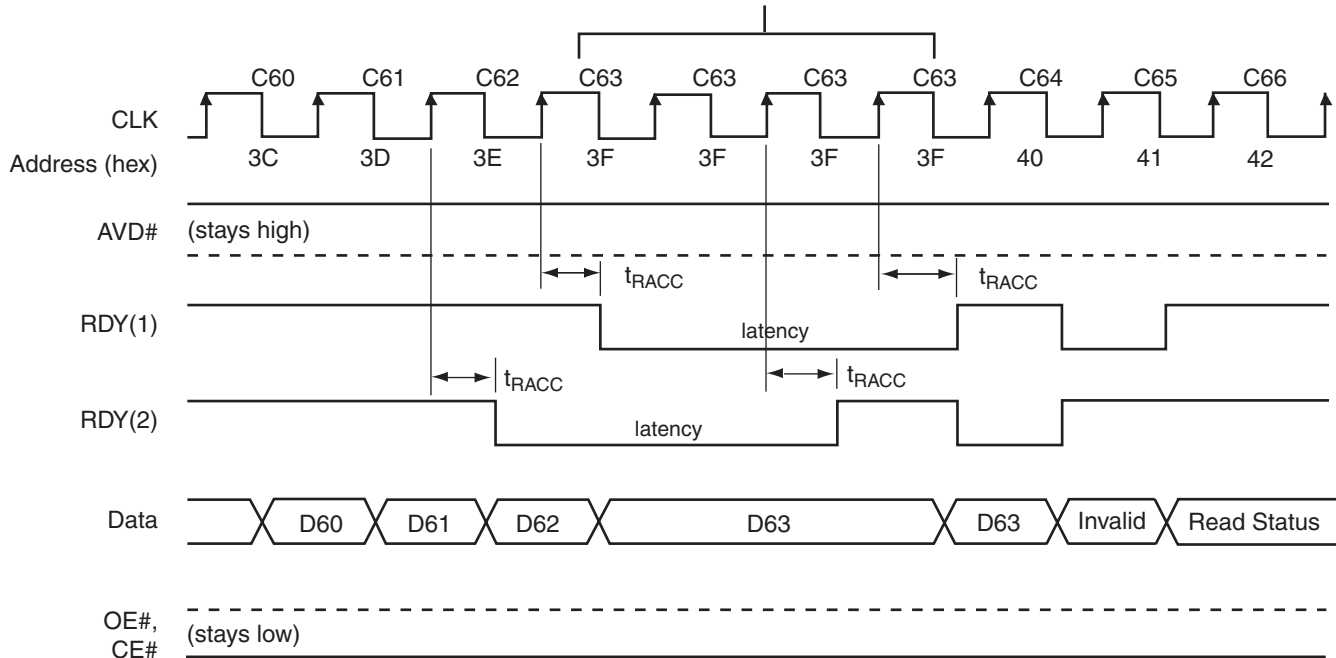 C60 C61 C62 C63 C63 C63 C63 C64 C65 C66
CLK
Address (hex) 3C 3D 3E 3F 3F 3F 3F 40 41 42
AVD# (stays high)
tRACC tRACC
RDY(1) latency
tRACC tRACC
RDY(2) latency
Data D60 D61 D62 D63 D63 Invalid Read Status
OE#,
CE# (stays low)